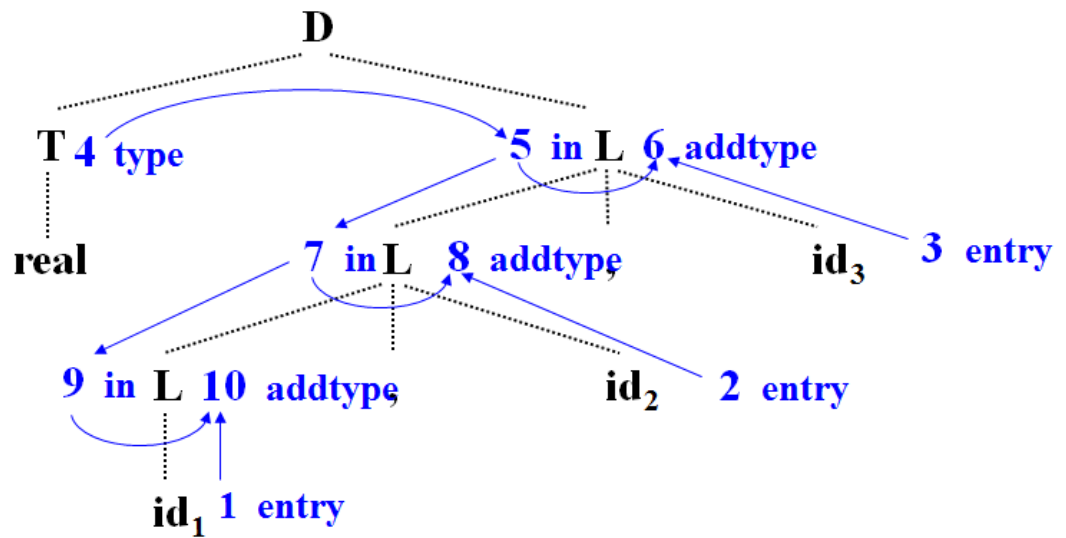 D
T 4 type 5 in L 6 addtype
real 7 in L 8 addtype , id3 3 entry
9 in L 10 addtype , id2 2 entry
id1 1 entry